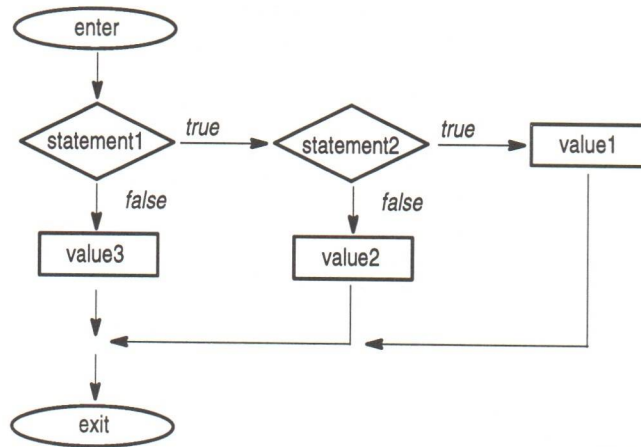 enter
statement1
true
statement2
true
value1
false
false
value3
value2
exit